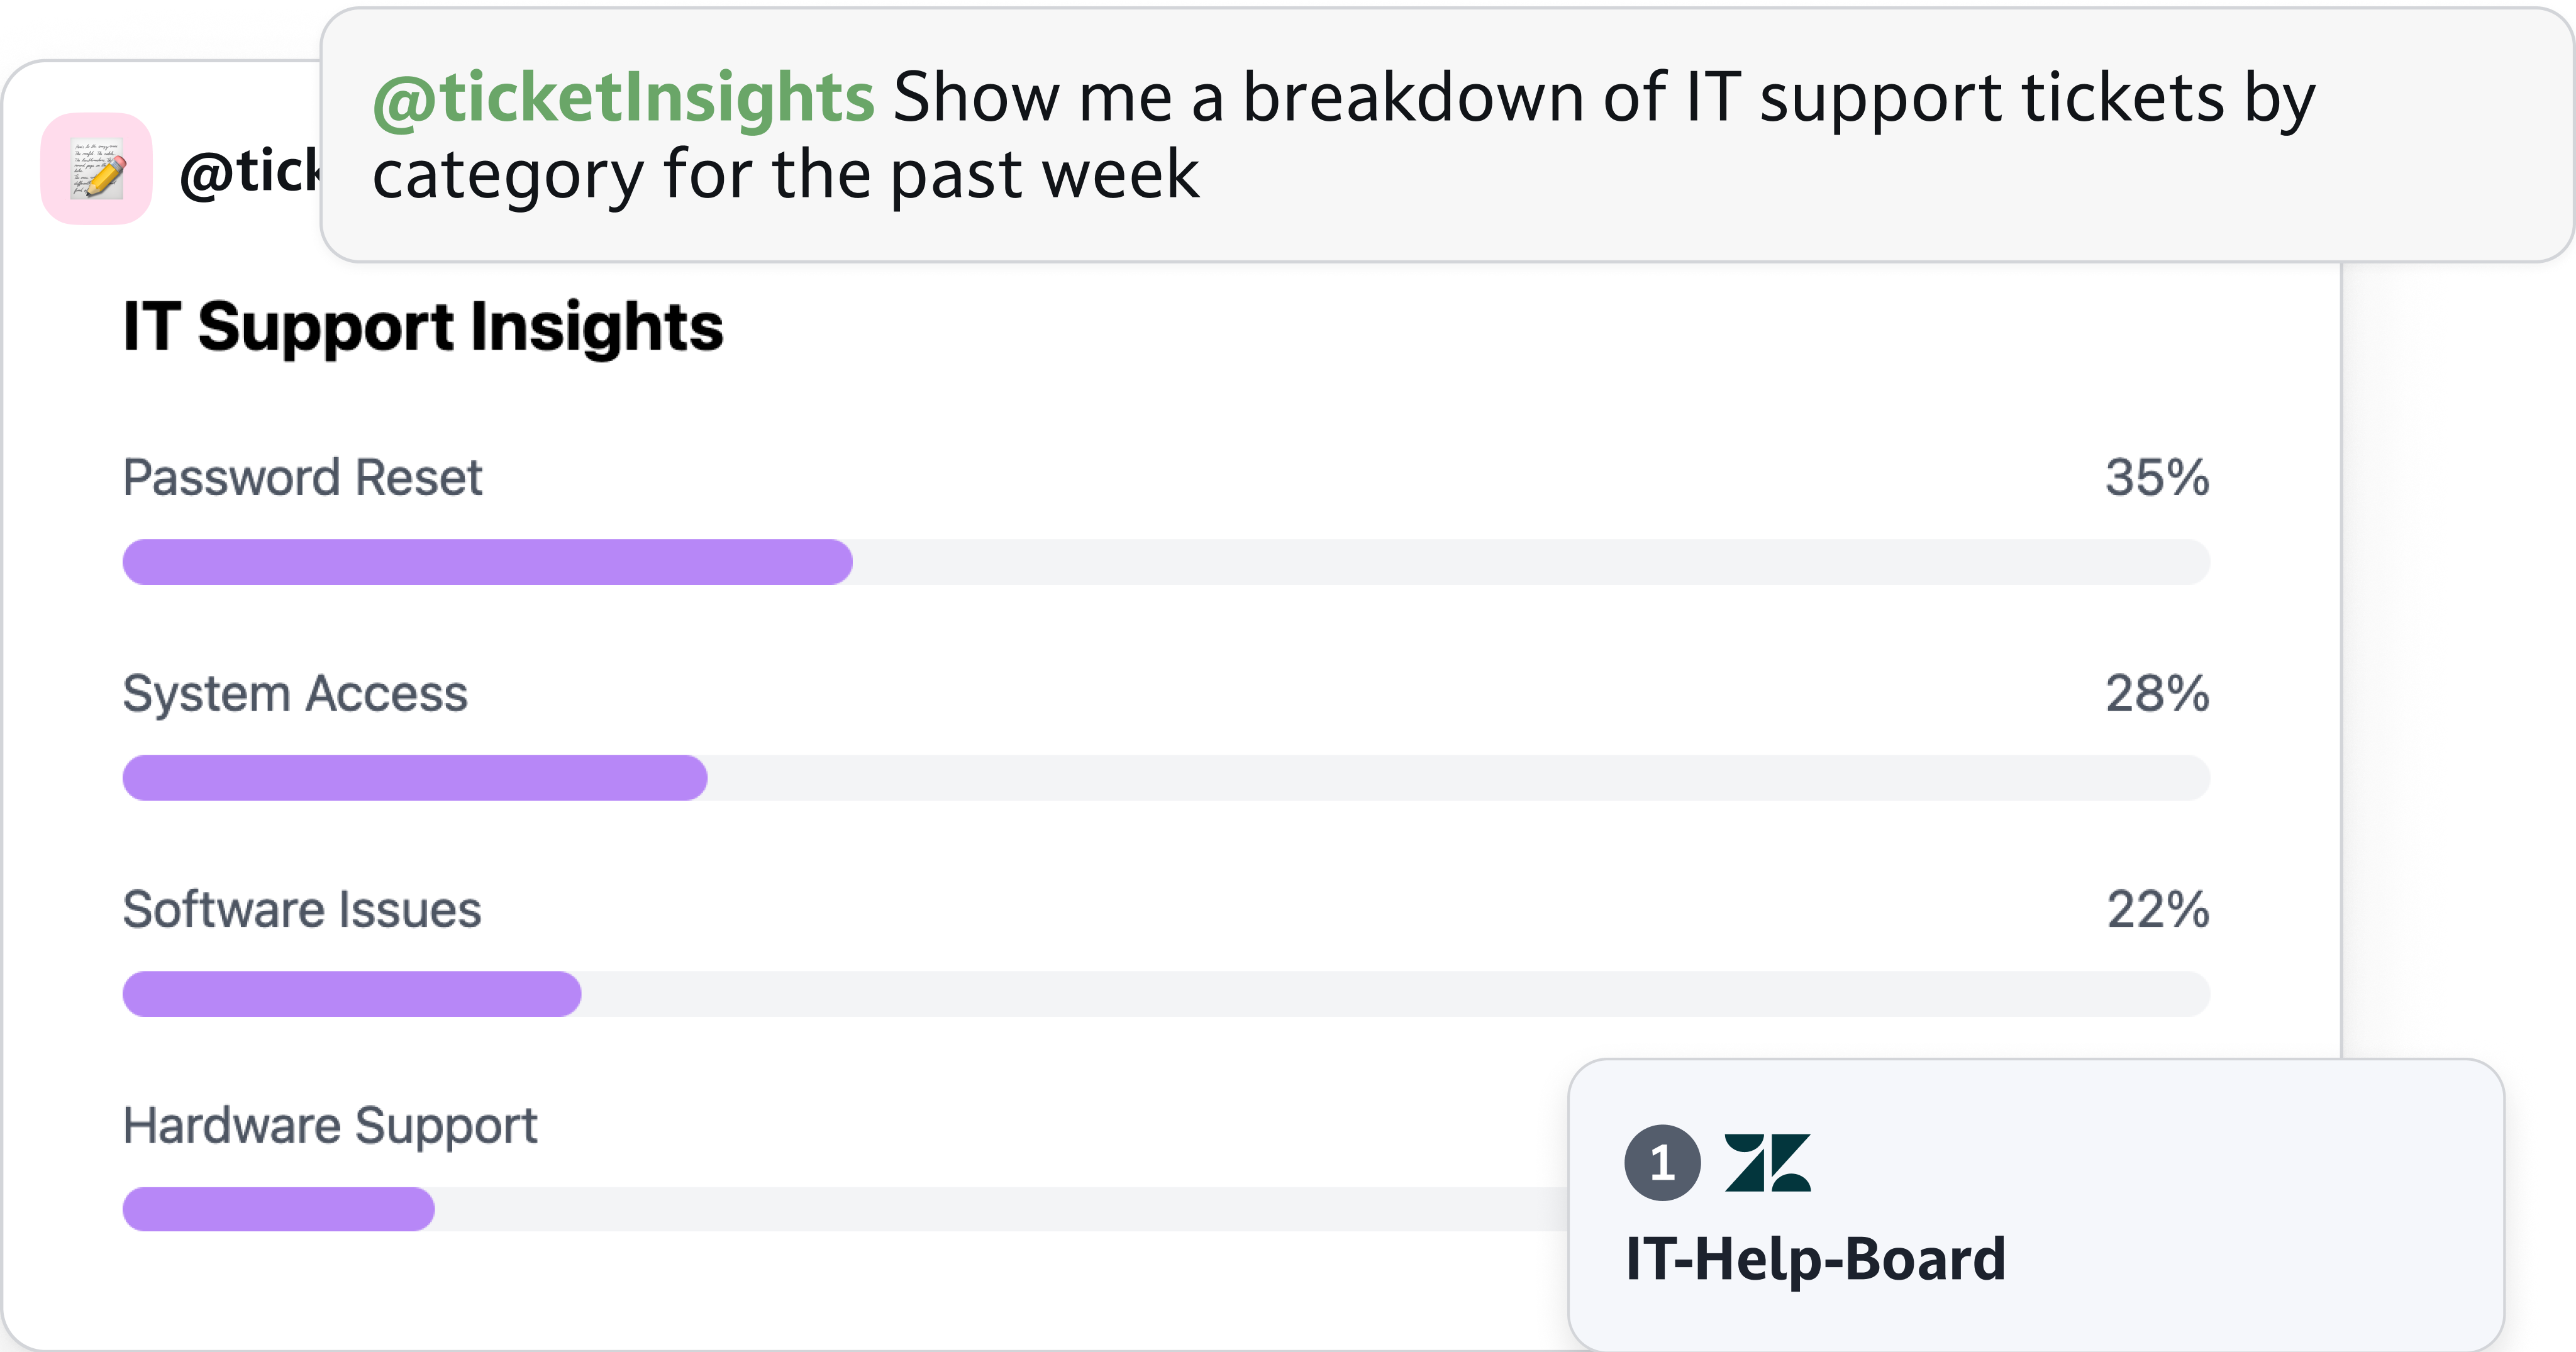 @ticketInsights Show me a breakdown of IT support tickets by
category for the past week
@tick
IT Support Insights
Password Reset 35%
System Access 28%
Software Issues 22%
Hardware Support
1
IT-Help-Board